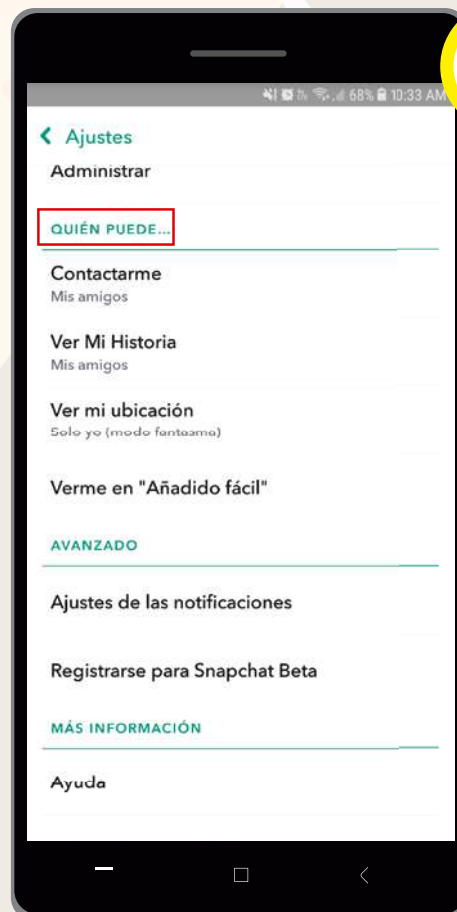 68% 10:33 AM
Ajustes
Administrar
QUIÉN PUEDE...
Contactarme
Mis amigos
Ver Mi Historia
Mis amigos
Ver mi ubicación
Solo yo (modo fantasma)
Verme en "Añadido fácil"
AVANZADO
Ajustes de las notificaciones
Registrarse para Snapchat Beta
MÁS INFORMACIÓN
Ayuda